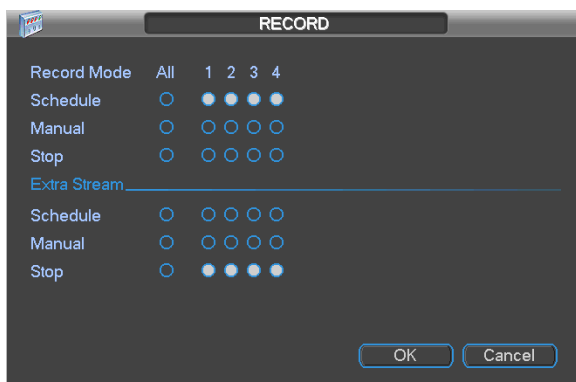 RECORD
Record Mode All 1 2 3 4
Schedule
Manual
Stop
Extra Stream
Schedule
Manual
Stop
OK Cancel